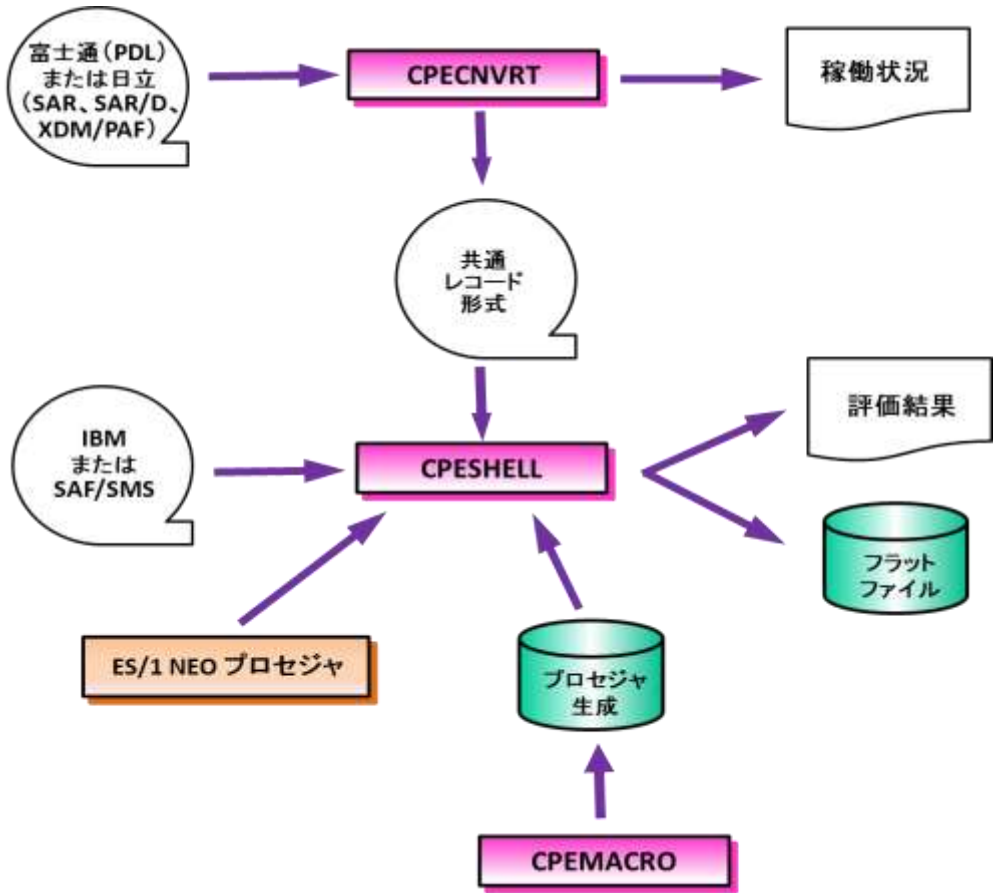 富士通(PDL)
または日立
(SAR、SAR/D、
XDM/PAF)
CPECNVRT
稼働状況
共通
レコード
形式
IBM
または
SAF/SMS
CPESHELL
評価結果
フラット
ファイル
ES/1 NEO プロセジャ
プロセジャ
生成
CPEMACRO